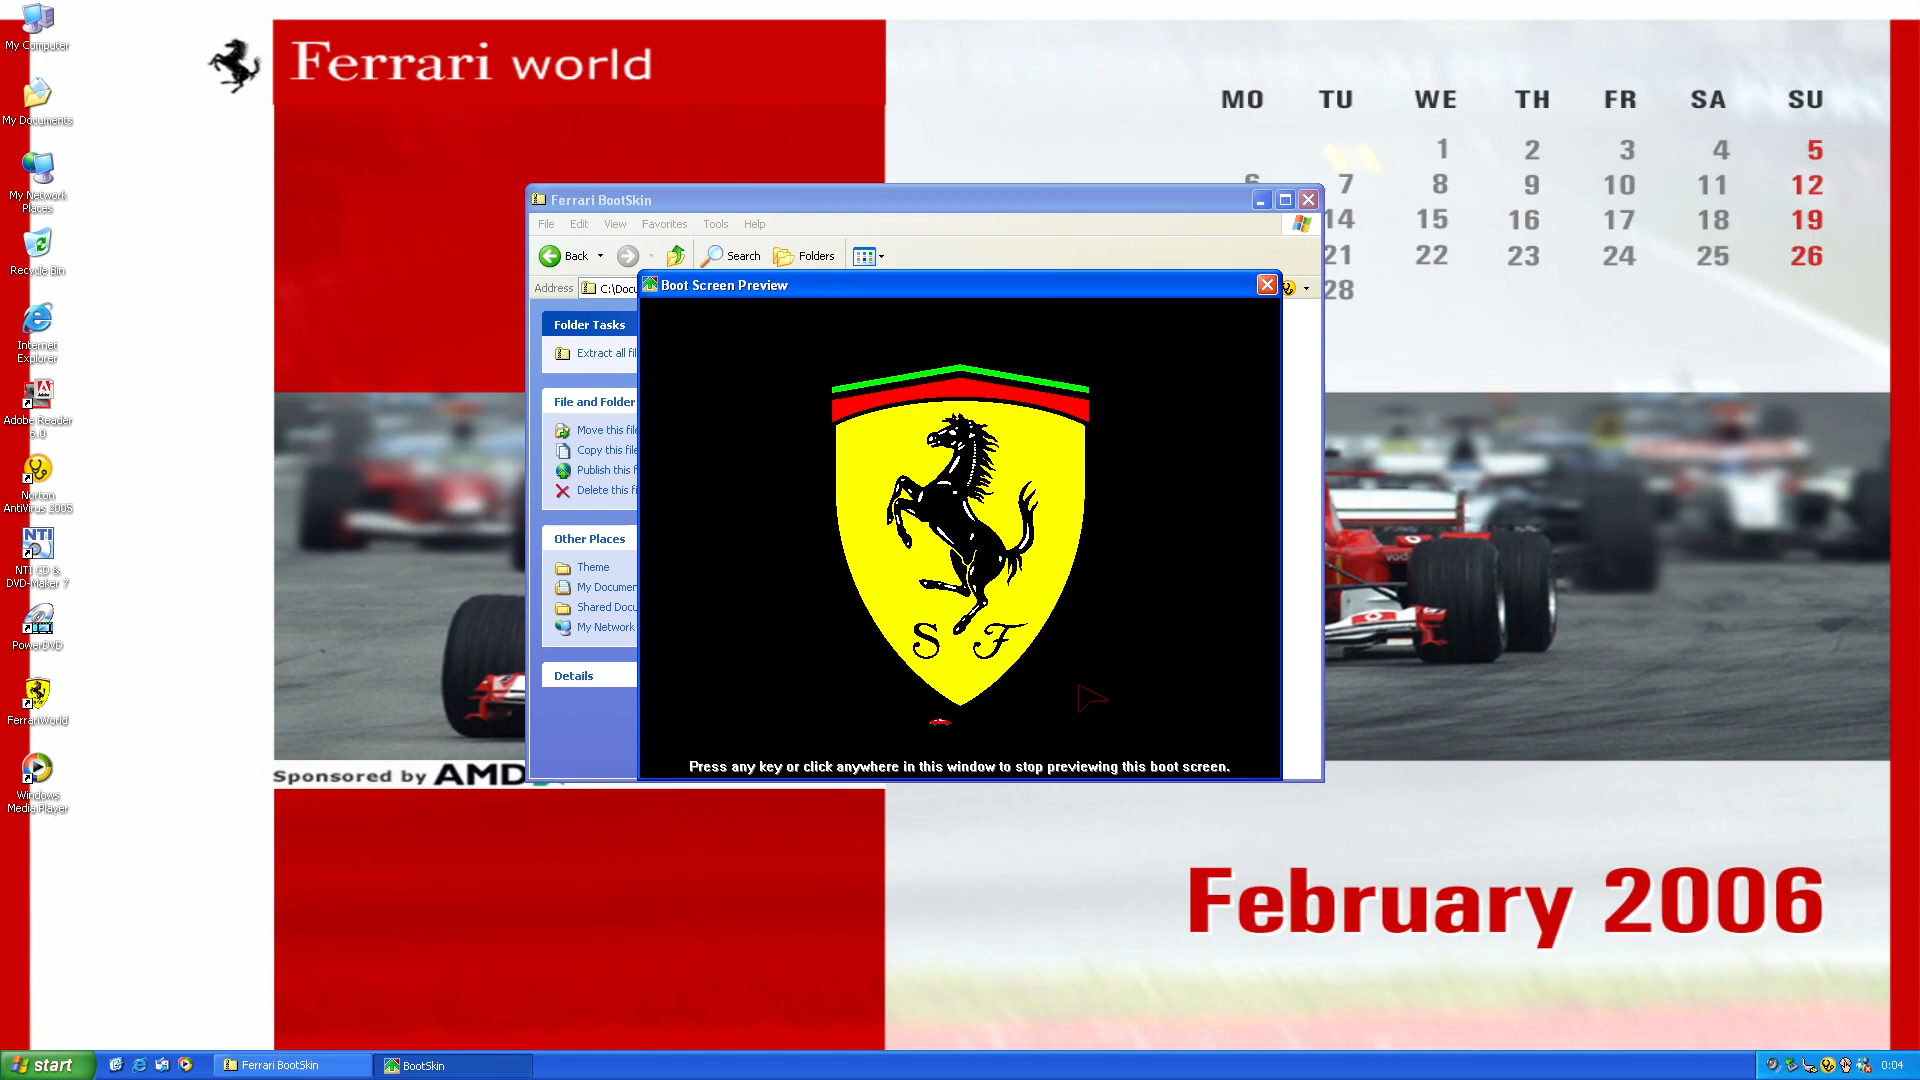 My Computer
My Documents
My Network
Places
Recycle Bin
Internet
Explorer
Adobe Reader
6.0
Norton
AntiVirus 2005
NTI
NTI CD &
DVD-Maker 7
PowerDVD
FerrariWorld
Windows
Media Player
Ferrari world
MO TU WE TH FR SA SU
1 2 3 4 5
6 7 8 9 10 11 12
14 15 16 17 18 19
21 22 23 24 25 26
28
Ferrari BootSkin
File Edit View Favorites Tools Help
Back Search Folders
Address C:\Docu
Boot Screen Preview
Folder Tasks
Extract all fil
File and Folder
Move this file
Copy this file
Publish this f
Delete this fi
Other Places
Theme
My Documen
Shared Docu
My Network
Details
S F
Press any key or click anywhere in this window to stop previewing this boot screen.
Sponsored by AMD
February 2006
start Ferrari BootSkin BootSkin 0:04